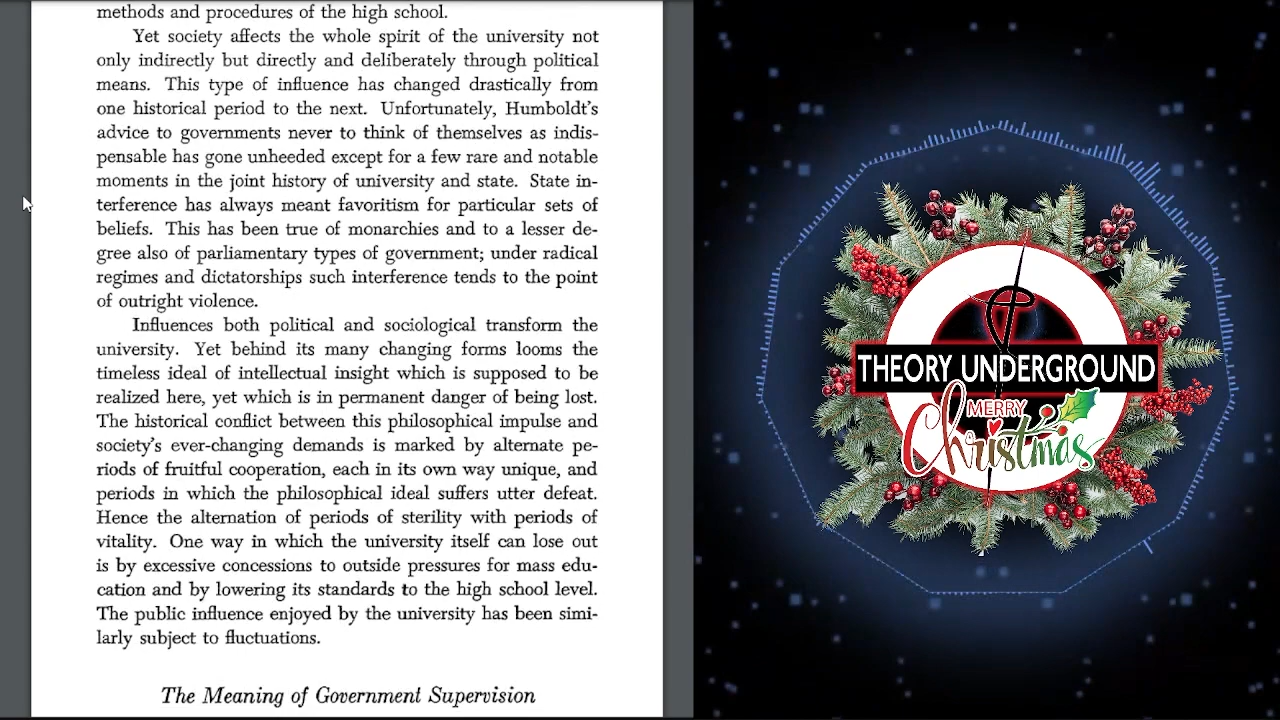 methods and procedures of the high school.
Yet society affects the whole spirit of the university not
only indirectly but directly and deliberately through political
means. This type of influence has changed drastically from
one historical period to the next. Unfortunately, Humboldt's
advice to governments never to think of themselves as indis-
pensable has gone unheeded except for a few rare and notable
moments in the joint history of university and state. State in-
terference has always meant favoritism for particular sets of
beliefs. This has been true of monarchies and to a lesser de-
gree also of parliamentary types of government; under radical
regimes and dictatorships such interference tends to the point
of outright violence.
Influences both political and sociological transform the
university. Yet behind its many changing forms looms the
timeless ideal of intellectual insight which is supposed to be
realized here, yet which is in permanent danger of being lost.
The historical conflict between this philosophical impulse and
society's ever-changing demands is marked by alternate pe-
riods of fruitful cooperation, each in its own way unique, and
periods in which the philosophical ideal suffers utter defeat.
Hence the alternation of periods of sterility with periods of
vitality. One way in which the university itself can lose out
is by excessive concessions to outside pressures for mass edu-
cation and by lowering its standards to the high school level.
The public influence enjoyed by the university has been simi-
larly subject to fluctuations.
The Meaning of Government Supervision
THEORY UNDERGROUND
MERRY
Christmas